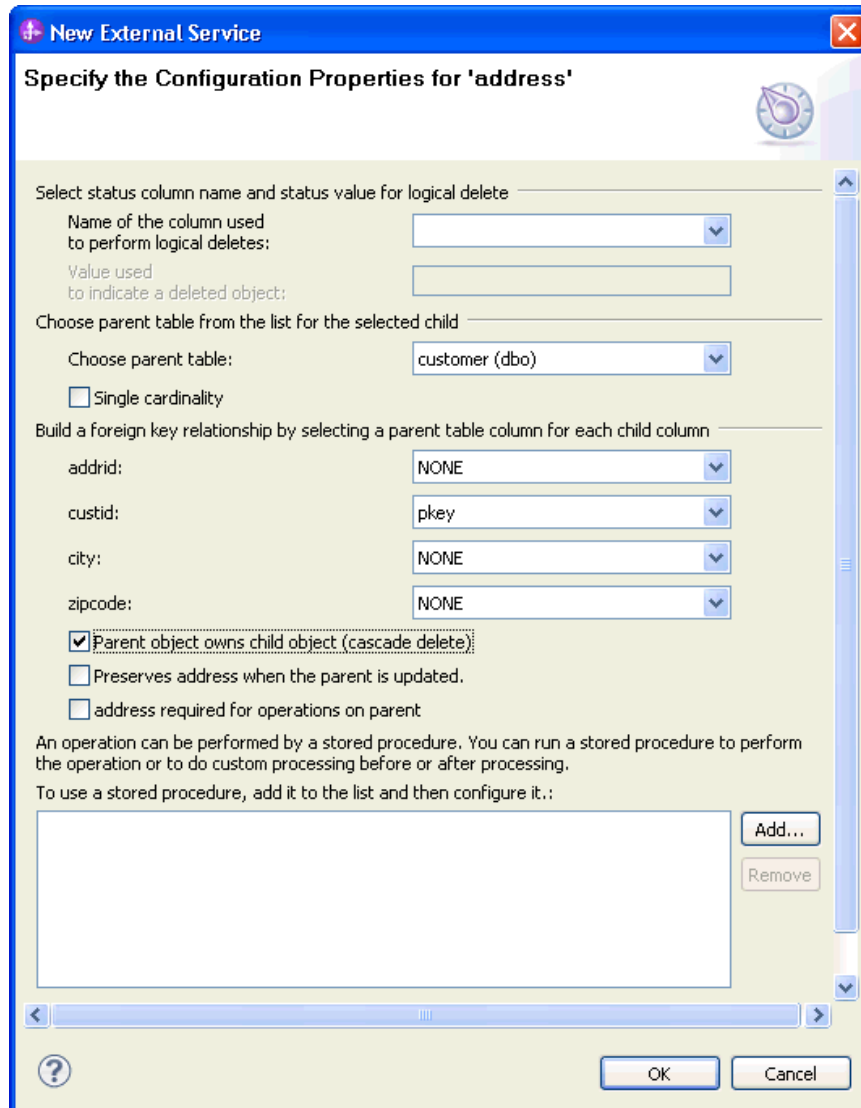 New External Service
Specify the Configuration Properties for 'address'
Select status column name and status value for logical delete
Name of the column used
to perform logical deletes:
Value used
to indicate a deleted object:
Choose parent table from the list for the selected child
Choose parent table: customer (dbo)
Single cardinality
Build a foreign key relationship by selecting a parent table column for each child column
addrid: NONE
custid: pkey
city: NONE
zipcode: NONE
Parent object owns child object (cascade delete)
Preserves address when the parent is updated.
address required for operations on parent
An operation can be performed by a stored procedure. You can run a stored procedure to perform
the operation or to do custom processing before or after processing.
To use a stored procedure, add it to the list and then configure it.:
Add...
Remove
?
OK Cancel